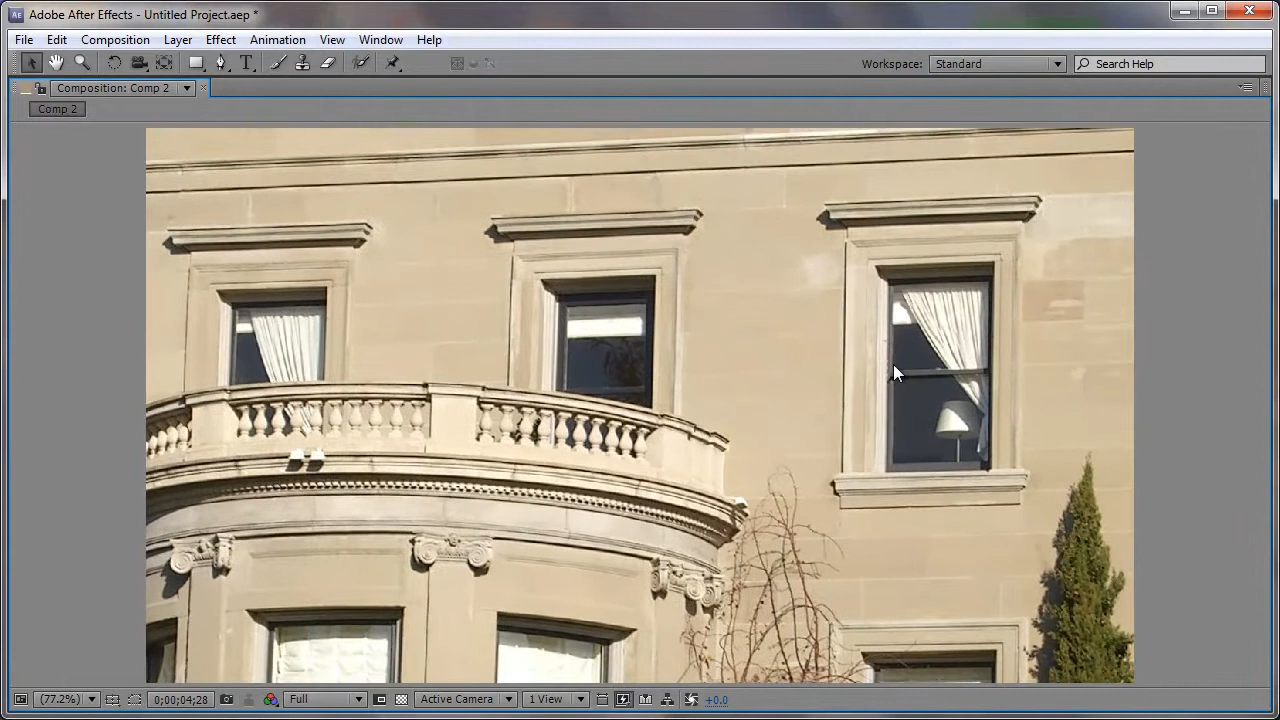 Ae Adobe After Effects - Untitled Project.aep *
File Edit Composition Layer Effect Animation View Window Help
T Workspace: Standard Search Help
Composition: Comp 2
Comp 2
(77.2%) 0;00;04;28 Full Active Camera 1 View +0.0